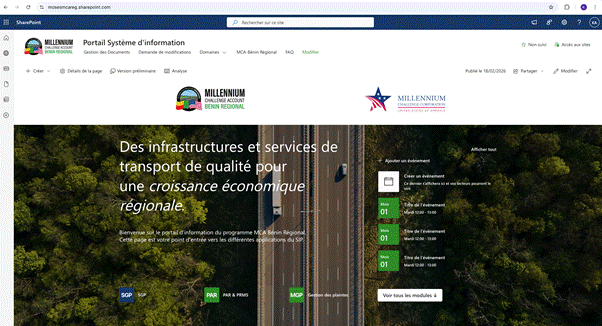 mcaesmcareg.sharepoint.com
SharePoint
Rechercher sur ce site
KA
MILLENNIUM
CHALLENGE ACCOUNT
BENIN REGIONAL
Portail Système d'information
Gestion des Documents Demande de modifications Domaines MCA-Bénin Régional FAQ Modifier
Non suivi Accès aux sites
Créer Détails de la page Version préliminaire Analyse
Publié le 18/02/2026 Partager Modifier
MILLENNIUM
CHALLENGE ACCOUNT
BENIN REGIONAL
MILLENNIUM
CHALLENGE CORPORATION
UNITED STATES OF AMERICA
Des infrastructures et services de
transport de qualité pour
une croissance économique
régionale.
Bienvenue sur le portail d'information du programme MCA Bénin Régional.
Cette page est votre point d'entrée vers les différentes applications du SIP.
SGP SGP
PAR PAR & PRMS
MGP Gestion des plaintes
Afficher tout
Ajouter un événement
Créer un événement
Ce dernier s'affichera ici et vos lecteurs pourront le
voir.
Mois
01
Titre de l'événement
Mardi 12:00 - 13:00
Mois
01
Titre de l'événement
Mardi 12:00 - 13:00
Mois
01
Titre de l'événement
Mardi 12:00 - 13:00
Voir tous les modules ↓